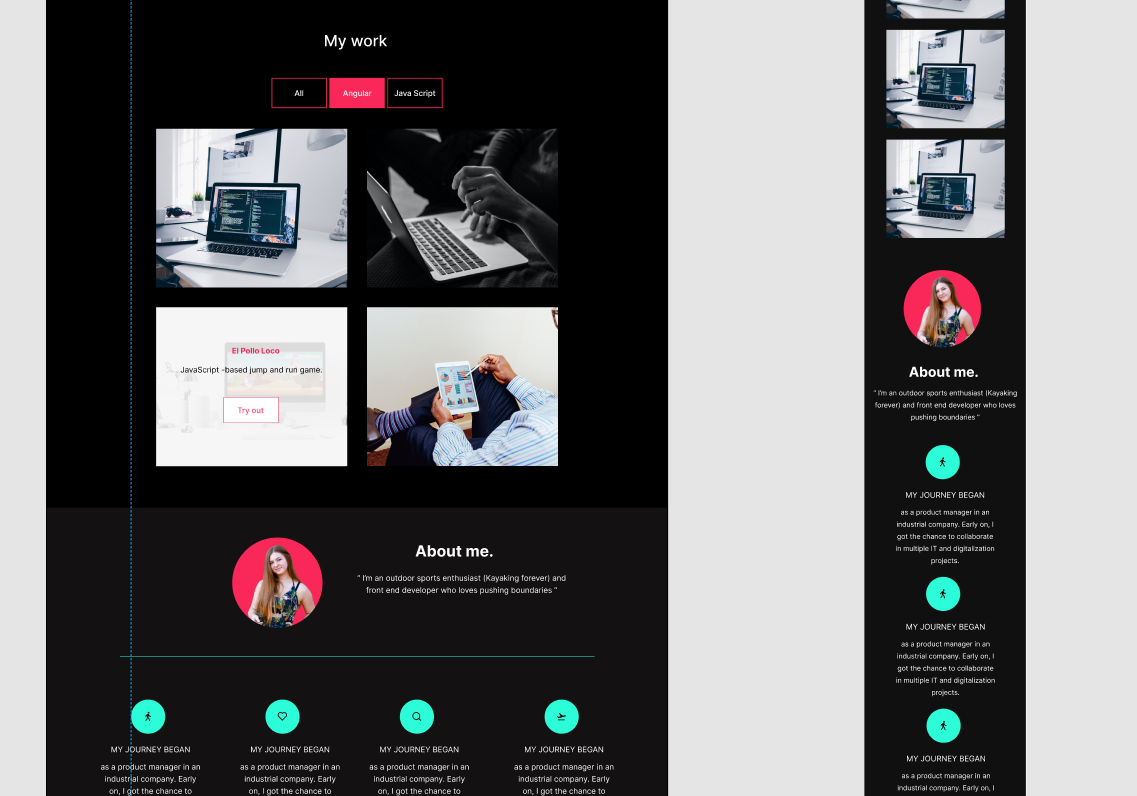 My work
All
Angular
Java Script
El Pollo Loco
JavaScript -based jump and run game.
Try out
About me.
“ I'm an outdoor sports enthusiast (Kayaking forever) and
front end developer who loves pushing boundaries ”
MY JOURNEY BEGAN
as a product manager in an
industrial company. Early
on, I got the chance to
MY JOURNEY BEGAN
as a product manager in an
industrial company. Early
on, I got the chance to
MY JOURNEY BEGAN
as a product manager in an
industrial company. Early
on, I got the chance to
MY JOURNEY BEGAN
as a product manager in an
industrial company. Early
on, I got the chance to
About me.
“ I'm an outdoor sports enthusiast (Kayaking
forever) and front end developer who loves
pushing boundaries ”
MY JOURNEY BEGAN
as a product manager in an
industrial company. Early on, I
got the chance to collaborate
in multiple IT and digitalization
projects.
MY JOURNEY BEGAN
as a product manager in an
industrial company. Early on, I
got the chance to collaborate
in multiple IT and digitalization
projects.
MY JOURNEY BEGAN
as a product manager in an
industrial company. Early on, I